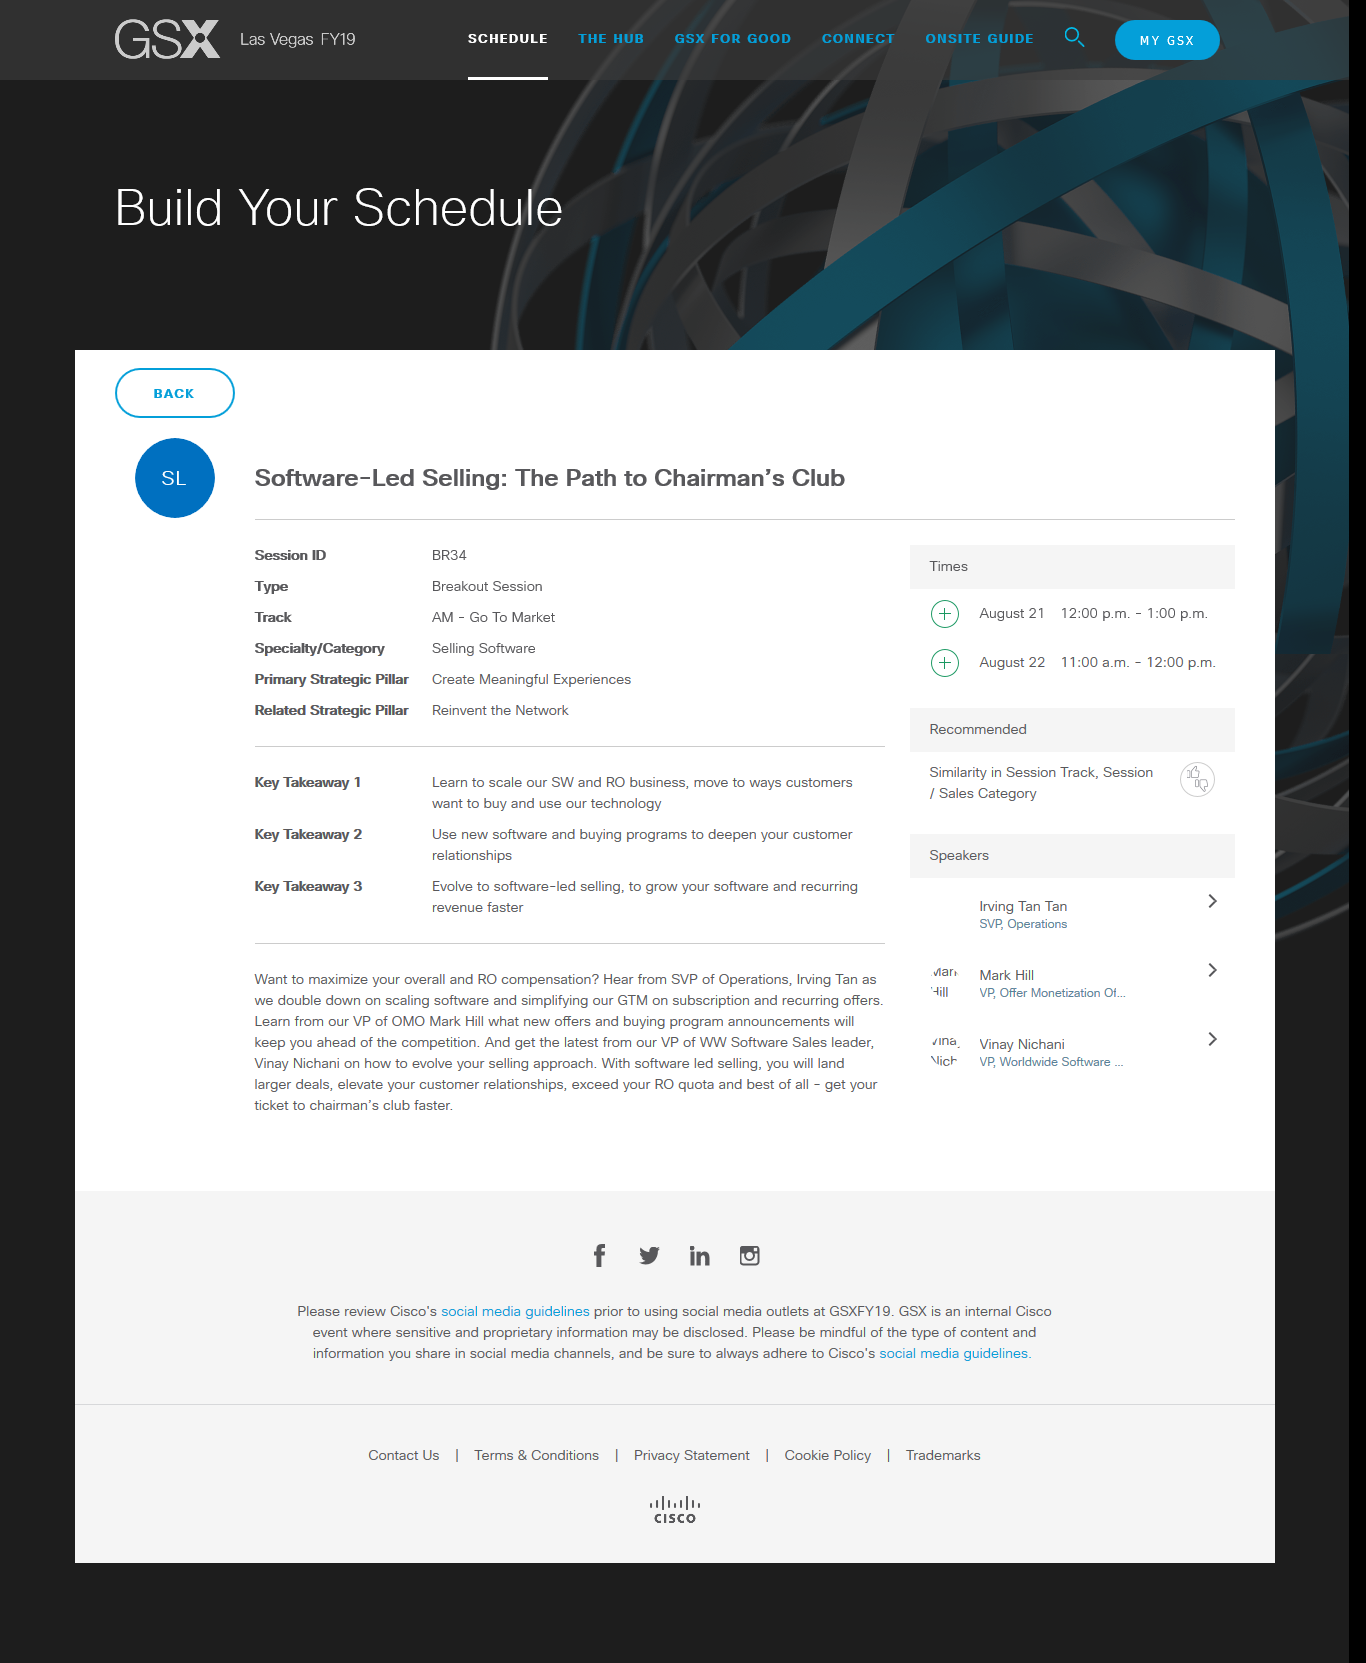 GSX Las Vegas FY19 SCHEDULE THE HUB GSX FOR GOOD CONNECT ONSITE GUIDE MY GSX
Build Your Schedule
BACK
SL
Software-Led Selling: The Path to Chairman's Club
Session ID BR34
Type Breakout Session
Track AM - Go To Market
Specialty/Category Selling Software
Primary Strategic Pillar Create Meaningful Experiences
Related Strategic Pillar Reinvent the Network
Key Takeaway 1 Learn to scale our SW and RO business, move to ways customers
want to buy and use our technology
Key Takeaway 2 Use new software and buying programs to deepen your customer
relationships
Key Takeaway 3 Evolve to software-led selling, to grow your software and recurring
revenue faster
Want to maximize your overall and RO compensation? Hear from SVP of Operations, Irving Tan as
we double down on scaling software and simplifying our GTM on subscription and recurring offers.
Learn from our VP of OMO Mark Hill what new offers and buying program announcements will
keep you ahead of the competition. And get the latest from our VP of WW Software Sales leader,
Vinay Nichani on how to evolve your selling approach. With software led selling, you will land
larger deals, elevate your customer relationships, exceed your RO quota and best of all - get your
ticket to chairman's club faster.
Times
August 21 12:00 p.m. - 1:00 p.m.
August 22 11:00 a.m. - 12:00 p.m.
Recommended
Similarity in Session Track, Session
/ Sales Category
Speakers
Irving Tan Tan
SVP, Operations
Mark
Hill
Mark Hill
VP, Offer Monetization Of...
Vinay Nichani
VP, Worldwide Software ...
Please review Cisco's social media guidelines prior to using social media outlets at GSXFY19. GSX is an internal Cisco
event where sensitive and proprietary information may be disclosed. Please be mindful of the type of content and
information you share in social media channels, and be sure to always adhere to Cisco's social media guidelines.
Contact Us | Terms & Conditions | Privacy Statement | Cookie Policy | Trademarks
CISCO